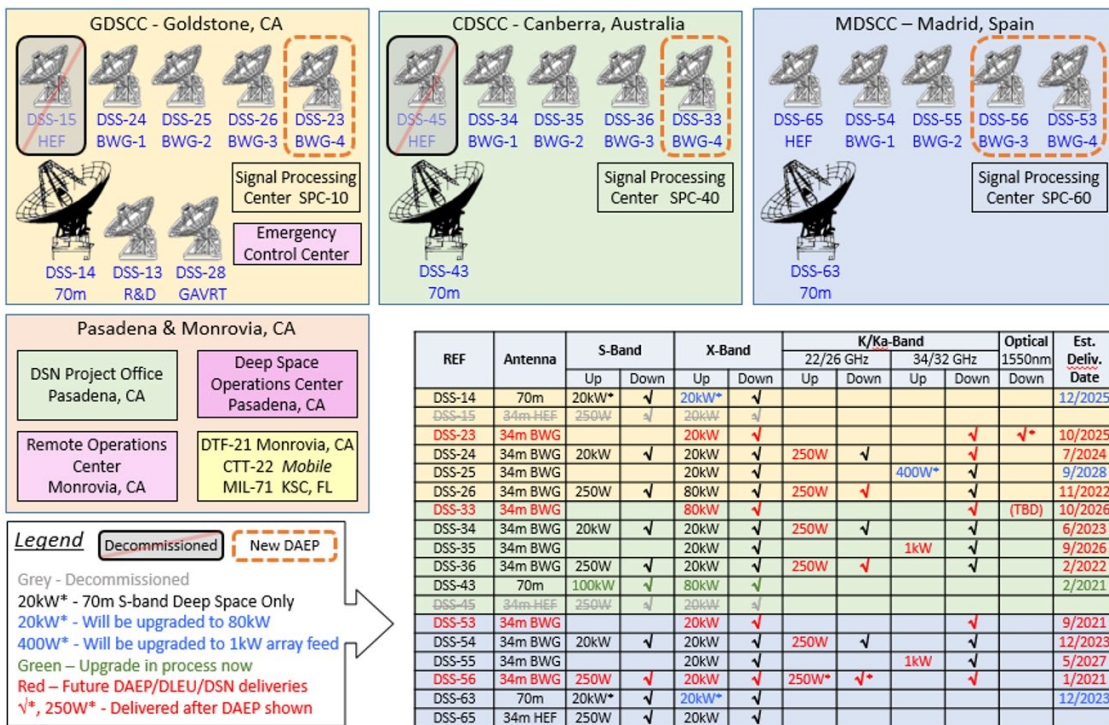 GDSCC - Goldstone, CA
DSS-15 DSS-24 DSS-25 DSS-26 DSS-23
HEF BWG-1 BWG-2 BWG-3 BWG-4
Signal Processing
Center SPC-10
Emergency
Control Center
DSS-14 DSS-13 DSS-28
70m R&D GAVRT
CDSCC - Canberra, Australia
DSS-45 DSS-34 DSS-35 DSS-36 DSS-33
HEF BWG-1 BWG-2 BWG-3 BWG-4
Signal Processing
Center SPC-40
DSS-43
70m
MDSCC – Madrid, Spain
DSS-65 DSS-54 DSS-55 DSS-56 DSS-53
HEF BWG-1 BWG-2 BWG-3 BWG-4
Signal Processing
Center SPC-60
DSS-63
70m
Pasadena & Monrovia, CA
DSN Project Office
Pasadena, CA
Deep Space
Operations Center
Pasadena, CA
Remote Operations
Center
Monrovia, CA
DTF-21 Monrovia, CA
CTT-22 Mobile
MIL-71 KSC, FL
Legend Decommissioned New DAEP
Grey - Decommissioned
20kW* - 70m S-band Deep Space Only
20kW* - Will be upgraded to 80kW
400W* - Will be upgraded to 1kW array feed
Green – Upgrade in process now
Red – Future DAEP/DLEU/DSN deliveries
√*, 250W* - Delivered after DAEP shown
REF Antenna S-Band X-Band K/Ka-Band Optical Est.
22/26 GHz 34/32 GHz 1550nm Deliv.
Up Down Up Down Up Down Up Down Down Date
DSS-14 70m 20kW* √ 20kW* √ 12/2025
DSS-15 34m HEF 250W √ 20kW √
DSS-23 34m BWG 20kW √ √ √* 10/2025
DSS-24 34m BWG 20kW √ 20kW √ 250W √ √ 7/2024
DSS-25 34m BWG 20kW √ 400W* √ 9/2028
DSS-26 34m BWG 250W √ 80kW √ 250W √ √ 11/2022
DSS-33 34m BWG 80kW √ √ (TBD) 10/2026
DSS-34 34m BWG 20kW √ 20kW √ 250W √ √ 6/2023
DSS-35 34m BWG 20kW √ 1kW √ 9/2026
DSS-36 34m BWG 250W √ 20kW √ 250W √ √ 2/2022
DSS-43 70m 100kW √ 80kW √ 2/2021
DSS-45 34m HEF 250W √ 20kW √
DSS-53 34m BWG 20kW √ √ 9/2021
DSS-54 34m BWG 20kW √ 20kW √ 250W √ √ 12/2023
DSS-55 34m BWG 20kW √ 1kW √ 5/2027
DSS-56 34m BWG 250W √ 20kW √ 250W* √* √ 1/2021
DSS-63 70m 20kW* √ 20kW* √ 12/2023
DSS-65 34m HEF 250W √ 20kW √